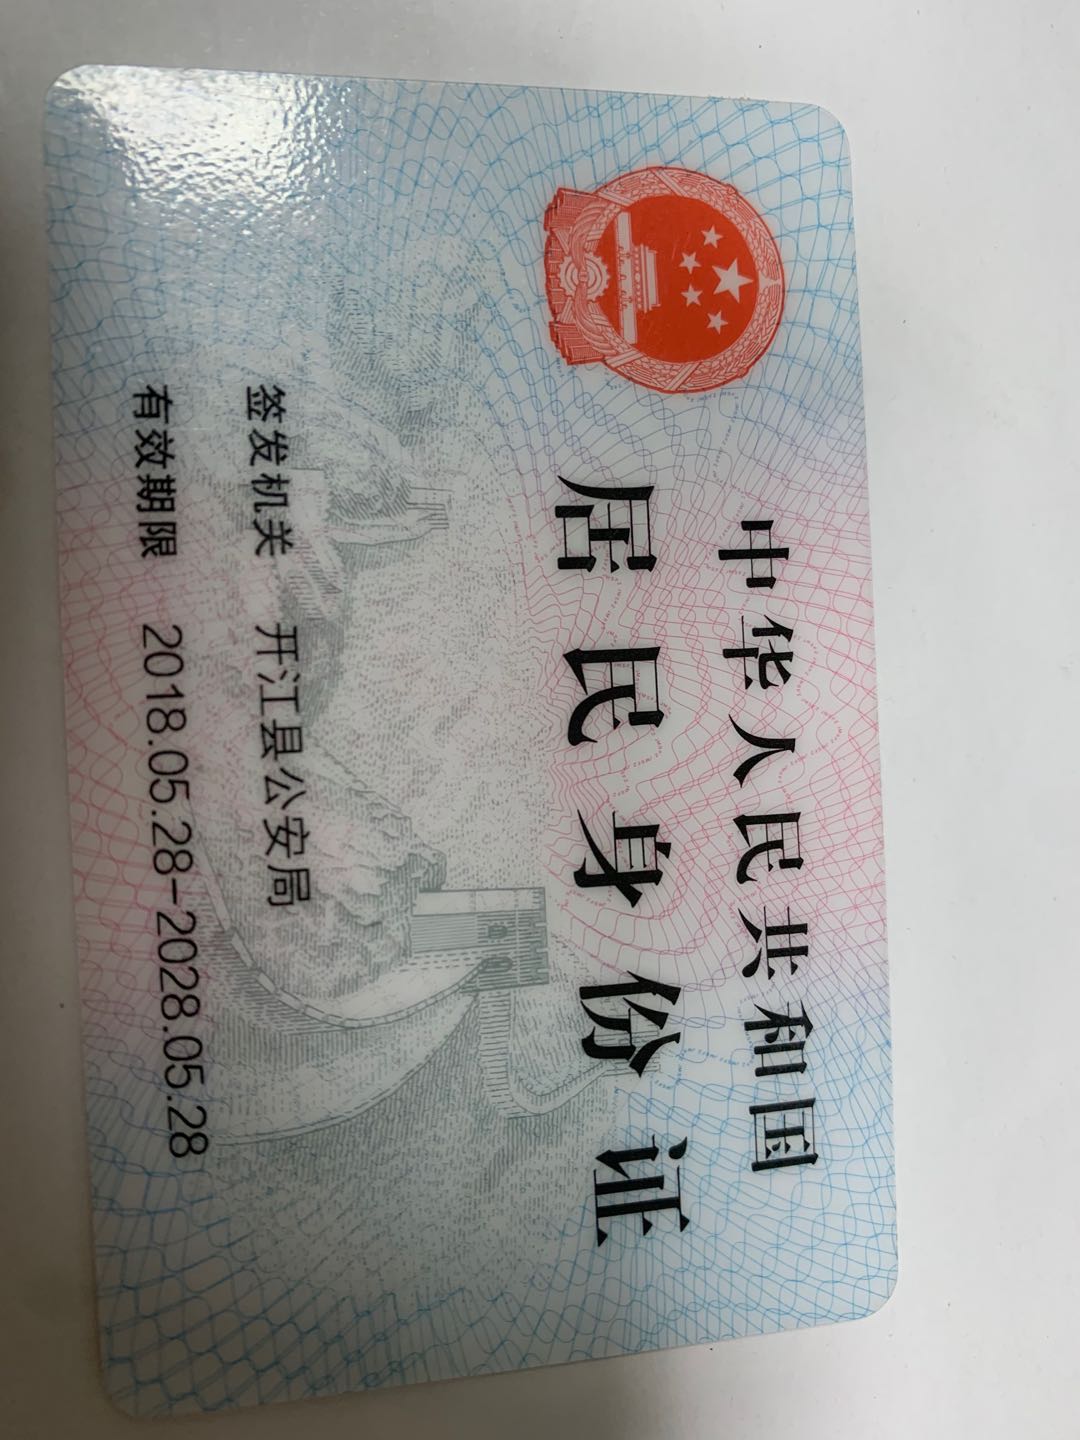 中华人民共和国
居民身份证
签发机关 开江县公安局
有效期限 2018.05.28-2028.05.28